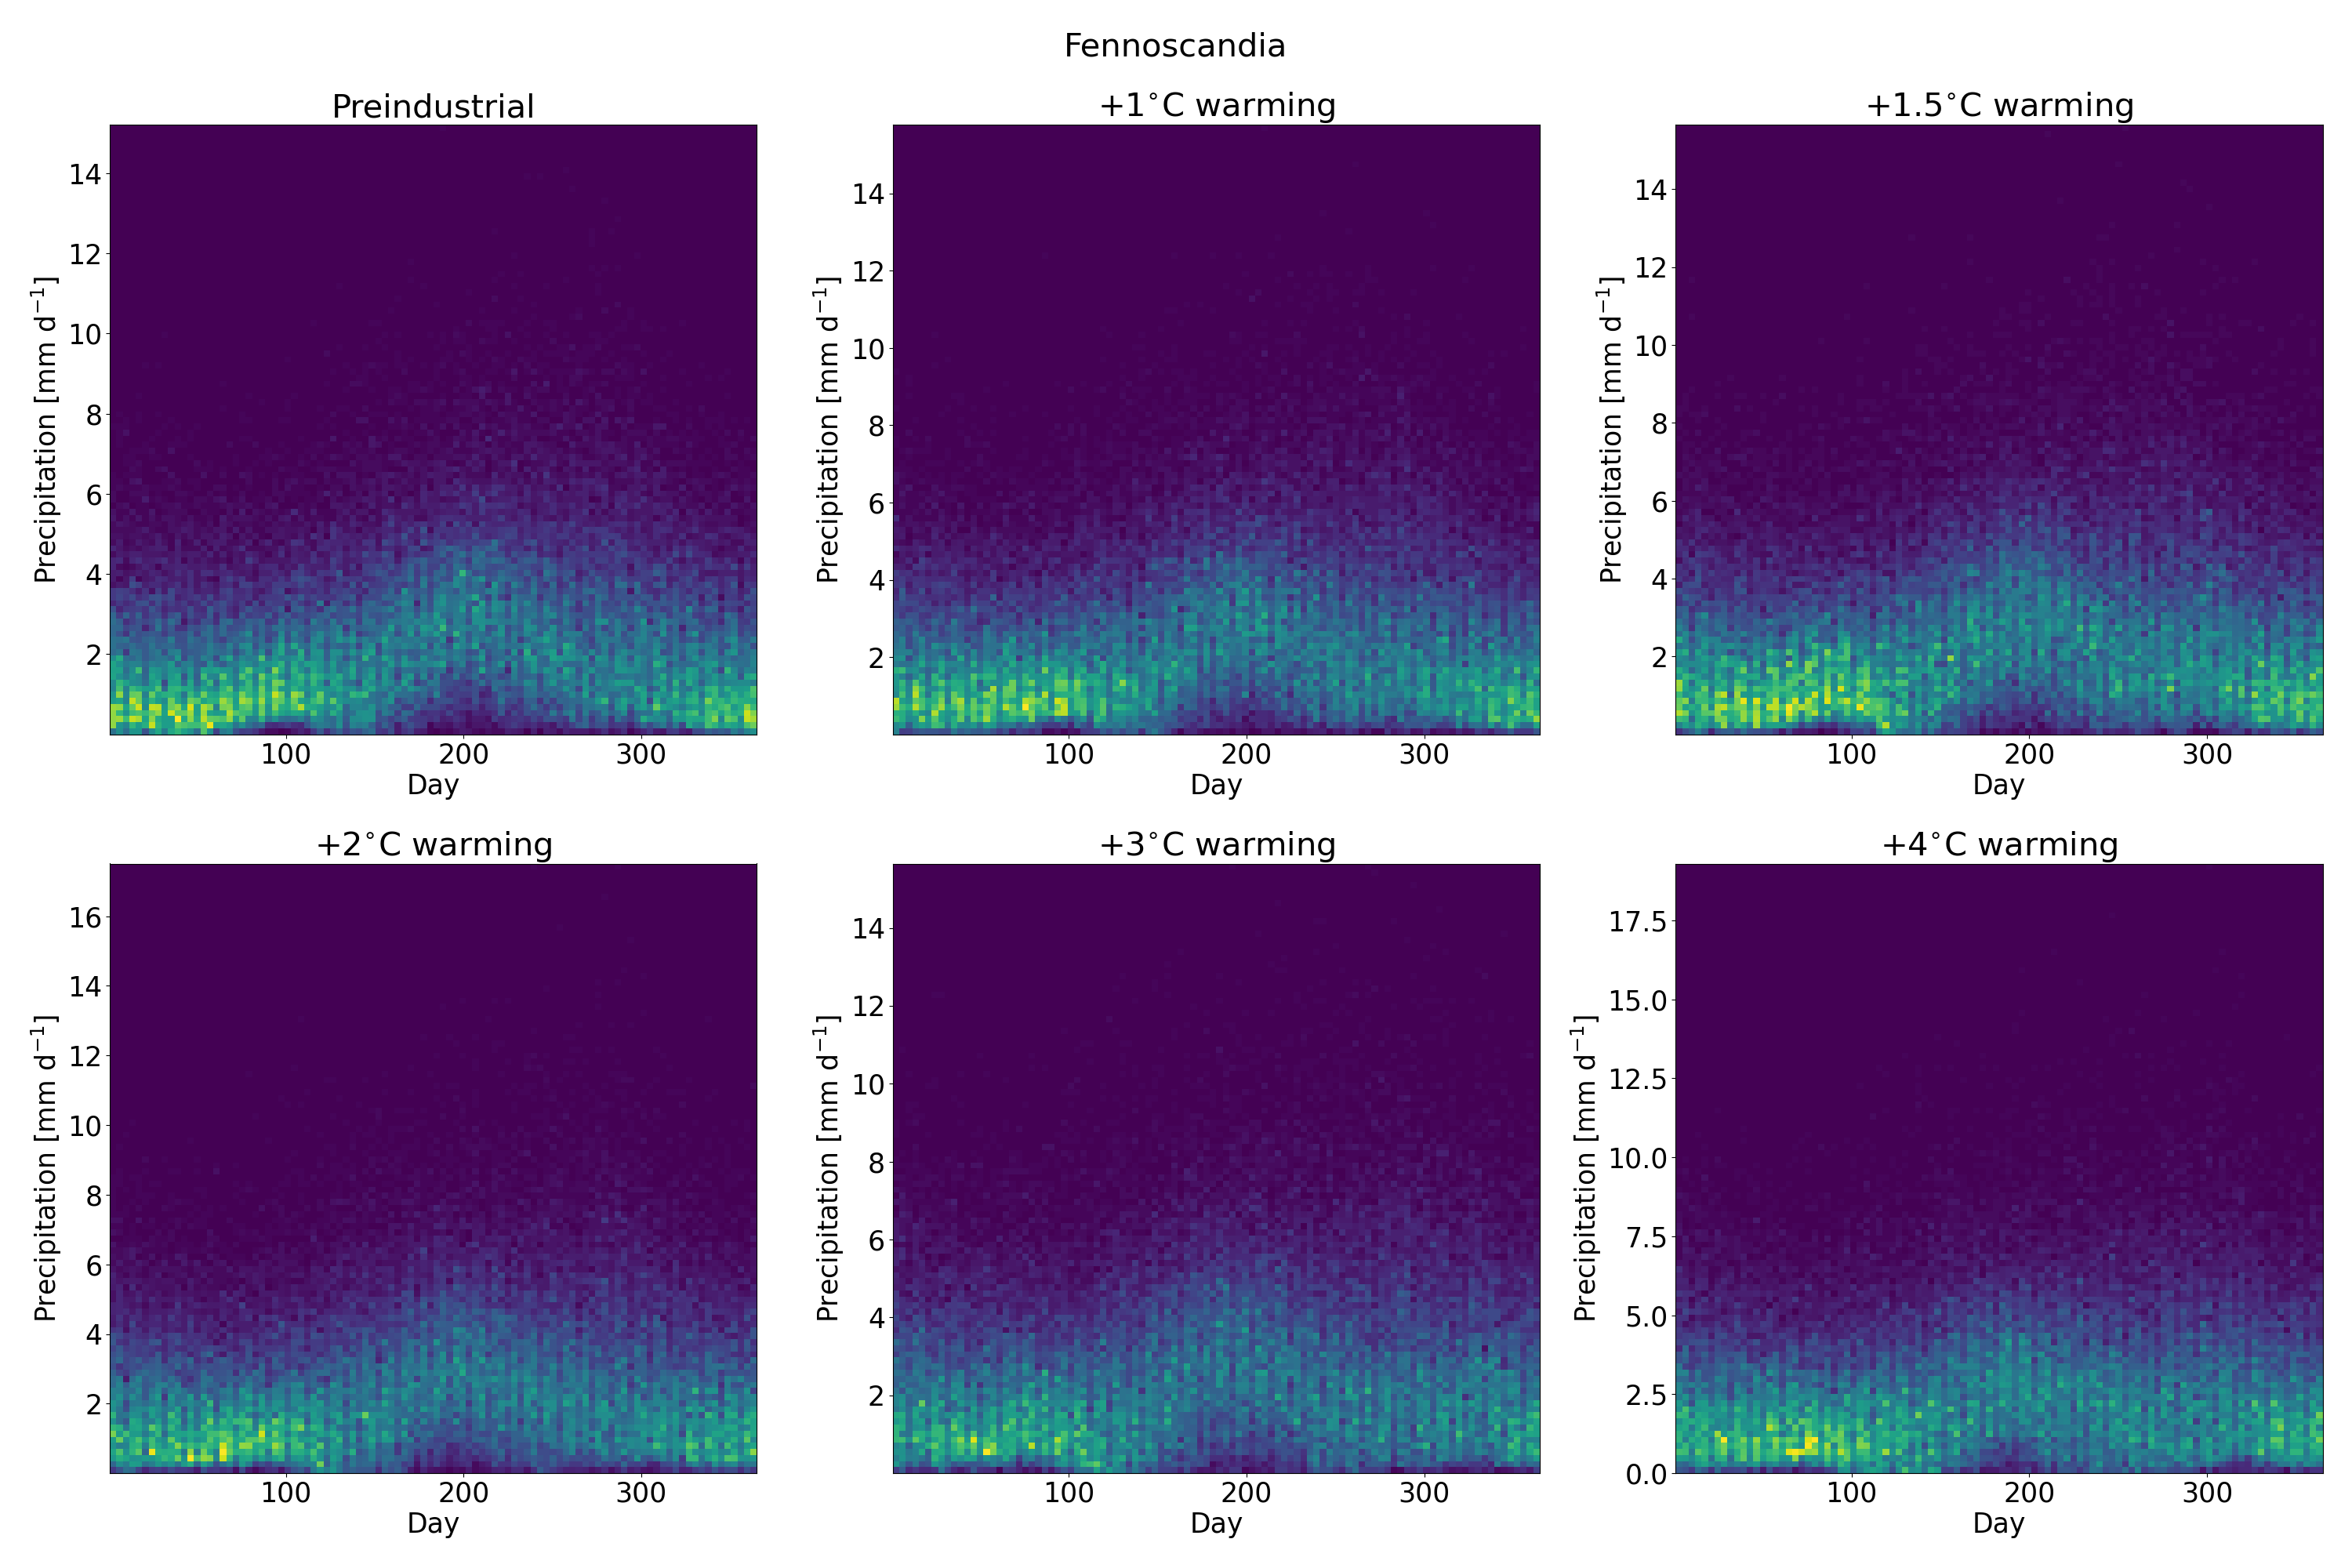 Fennoscandia
Preindustrial
Precipitation [mm d⁻¹]
14
12
10
8
6
4
2
100 200 300
Day
+1°C warming
Precipitation [mm d⁻¹]
14
12
10
8
6
4
2
100 200 300
Day
+1.5°C warming
Precipitation [mm d⁻¹]
14
12
10
8
6
4
2
100 200 300
Day
+2°C warming
Precipitation [mm d⁻¹]
16
14
12
10
8
6
4
2
100 200 300
Day
+3°C warming
Precipitation [mm d⁻¹]
14
12
10
8
6
4
2
100 200 300
Day
+4°C warming
Precipitation [mm d⁻¹]
17.5
15.0
12.5
10.0
7.5
5.0
2.5
0.0
100 200 300
Day